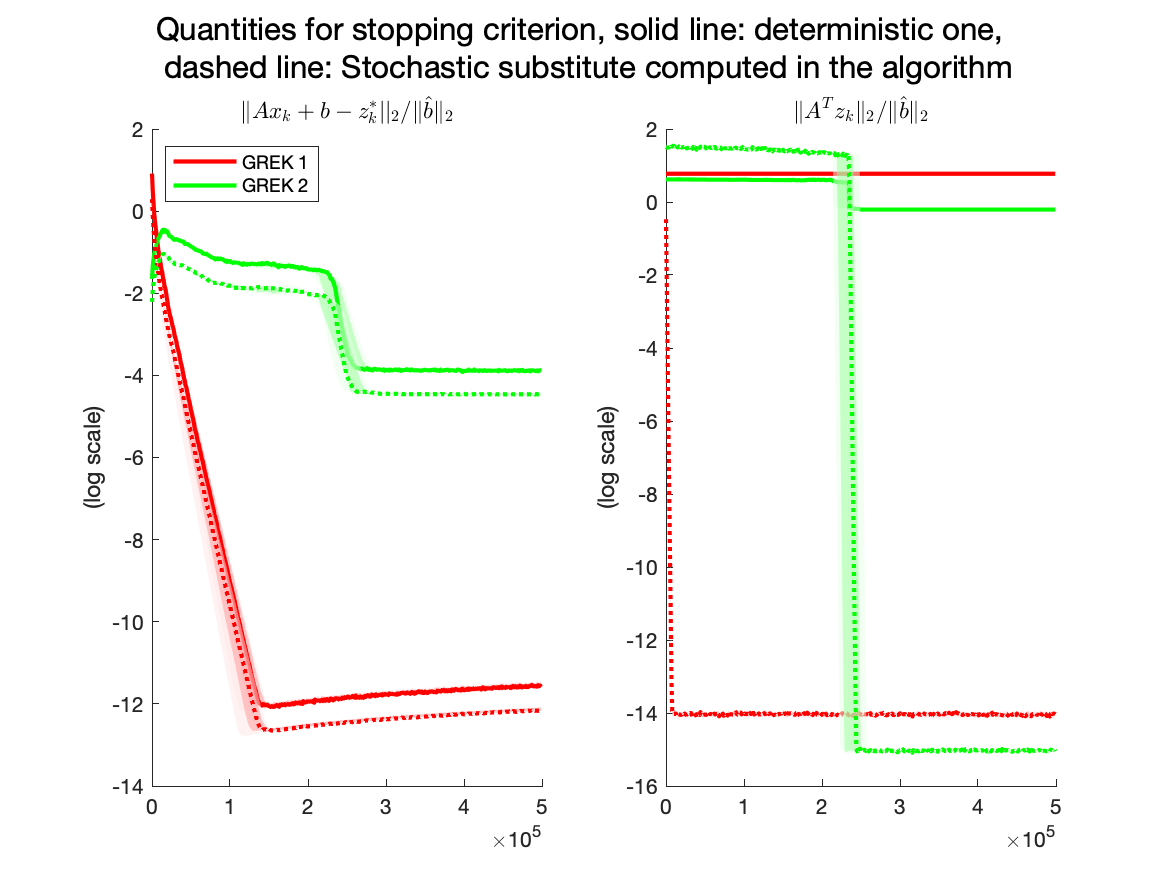 Quantities for stopping criterion, solid line: deterministic one,
dashed line: Stochastic substitute computed in the algorithm
‖Ax_k + b − z_k^*||_2/‖b̂‖_2
2
0
-2
-4
-6
-8
-10
-12
-14
(log scale)
GREK 1
GREK 2
0 1 2 3 4 5
×10^5
‖A^T z_k‖_2/‖b̂‖_2
2
0
-2
-4
-6
-8
-10
-12
-14
-16
(log scale)
0 1 2 3 4 5
×10^5